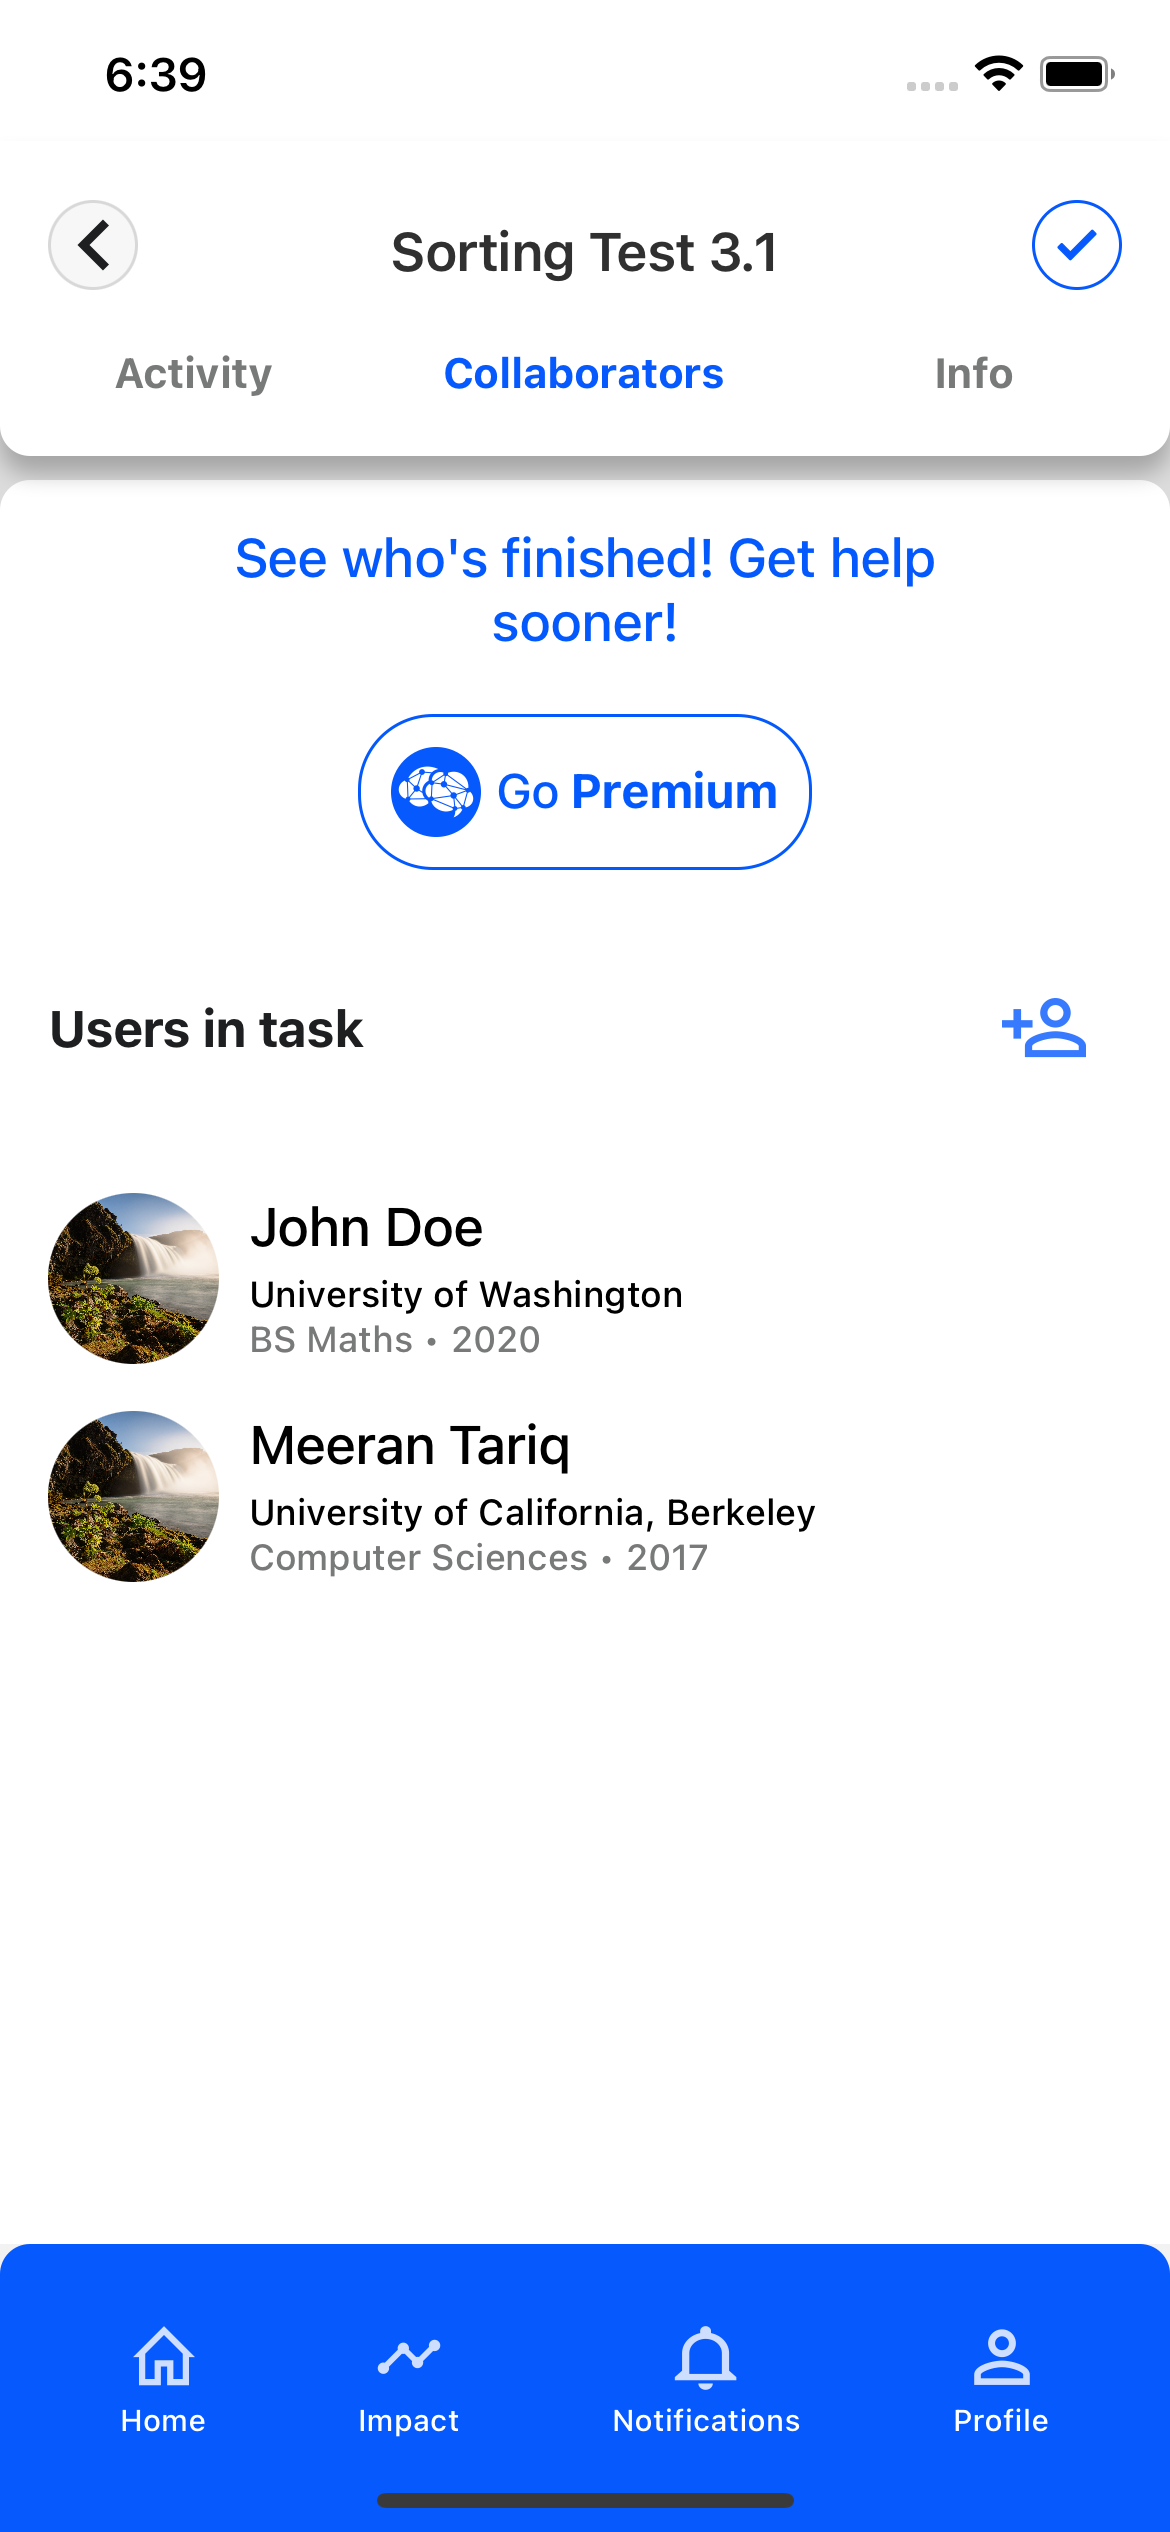 6:39
Sorting Test 3.1
Activity Collaborators Info
See who's finished! Get help
sooner!
Go Premium
Users in task
John Doe
University of Washington
BS Maths • 2020
Meeran Tariq
University of California, Berkeley
Computer Sciences • 2017
Home Impact Notifications Profile